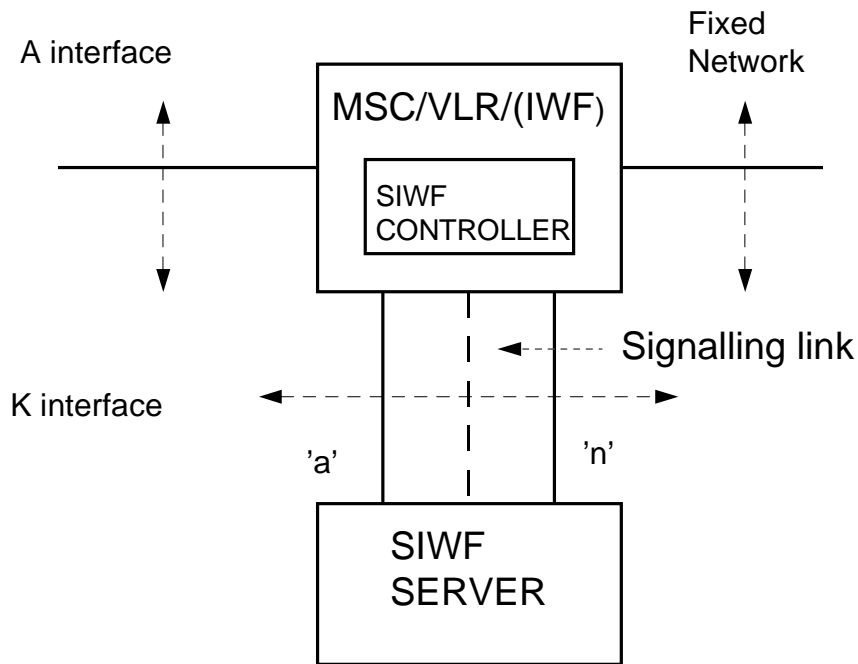 A interface
Fixed
Network
MSC/VLR/(IWF)
SIWF
CONTROLLER
Signalling link
K interface
'a'
'n'
SIWF
SERVER